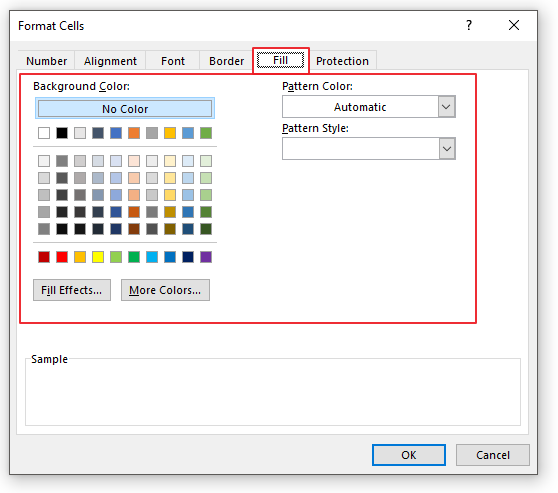 Format Cells
?
Number Alignment Font Border Fill Protection
Background Color:
No Color
Pattern Color:
Automatic
Pattern Style:
Fill Effects... More Colors...
Sample
OK Cancel